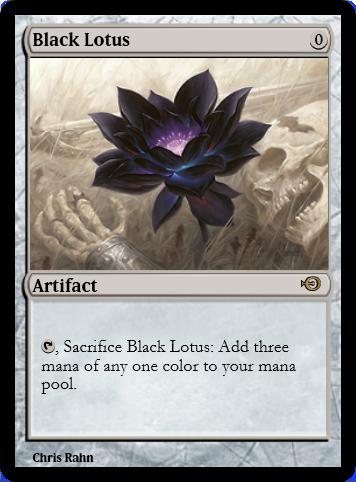 Black Lotus 0
Artifact
, Sacrifice Black Lotus: Add three
mana of any one color to your mana
pool.
Chris Rahn